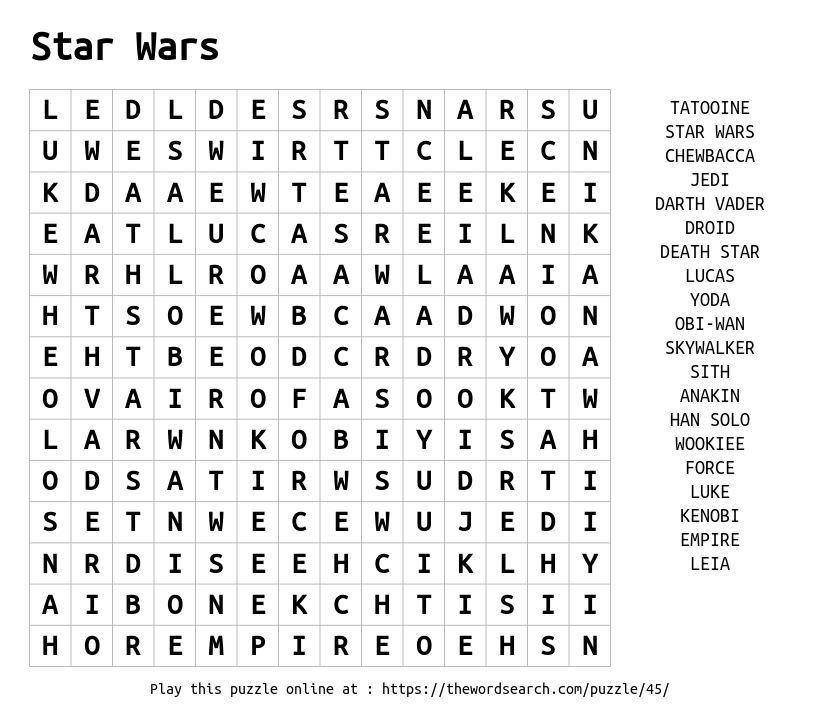 Star Wars
L E D L D E S R S N A R S U
U W E S W I R T T C L E C N
K D A A E W T E A E E K E I
E A T L U C A S R E I L N K
W R H L R O A A W L A A I A
H T S O E W B C A A D W O N
E H T B E O D C R D R Y O A
O V A I R O F A S O O K T W
L A R W N K O B I Y I S A H
O D S A T I R W S U D R T I
S E T N W E C E W U J E D I
N R D I S E E H C I K L H Y
A I B O N E K C H T I S I I
H O R E M P I R E O E H S N
TATOOINE
STAR WARS
CHEWBACCA
JEDI
DARTH VADER
DROID
DEATH STAR
LUCAS
YODA
OBI-WAN
SKYWALKER
SITH
ANAKIN
HAN SOLO
WOOKIEE
FORCE
LUKE
KENOBI
EMPIRE
LEIA
Play this puzzle online at : https://thewordsearch.com/puzzle/45/